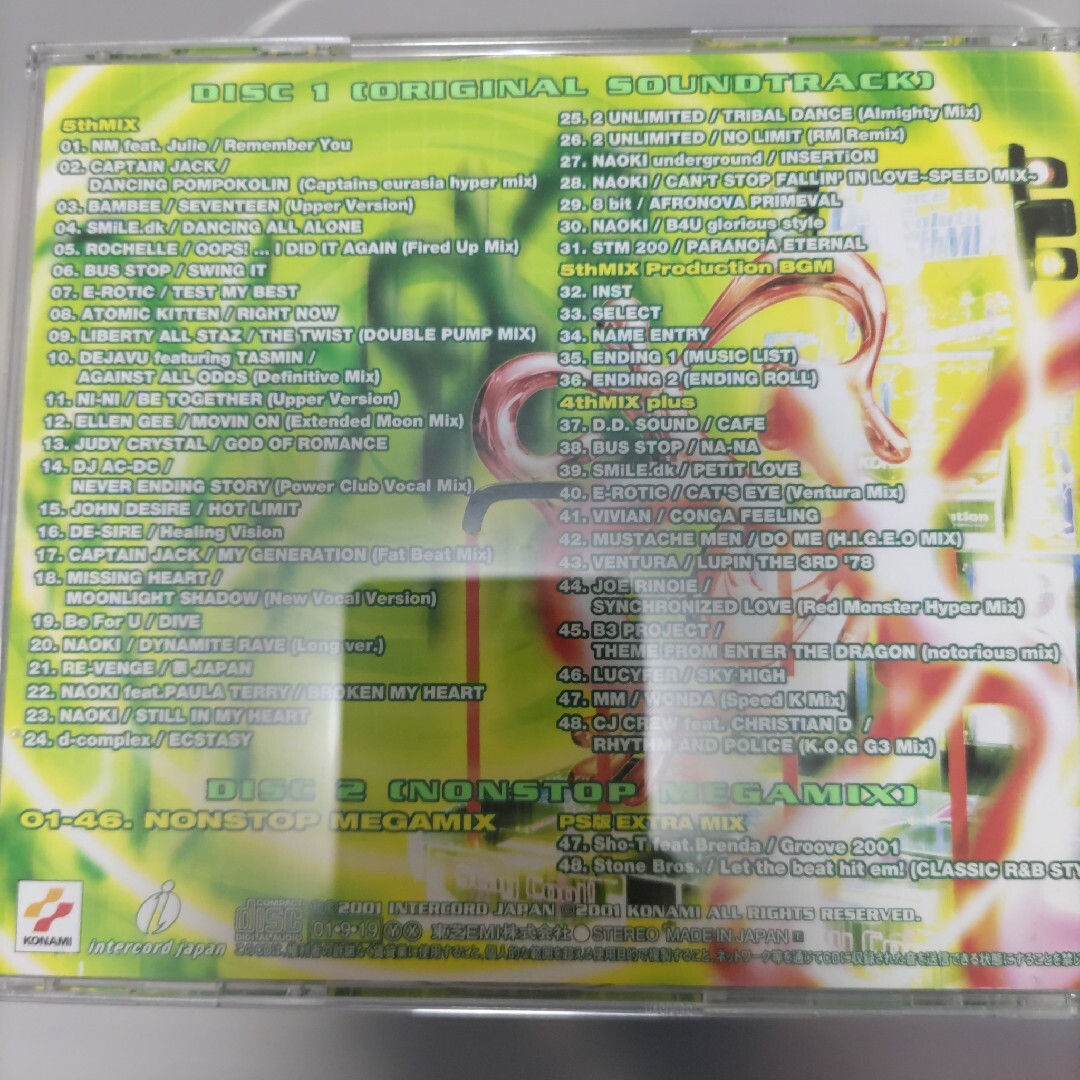 DISC 1 (ORIGINAL SOUNDTRACK)
5thMIX
01. NM feat. Julie / Remember You
02. CAPTAIN JACK /
DANCING POMPOKOLIN (Captains eurasia hyper mix)
03. BAMBEE / SEVENTEEN (Upper Version)
04. SMiLE.dk / DANCING ALL ALONE
05. ROCHELLE / OOPS! ... I DID IT AGAIN (Fired Up Mix)
06. BUS STOP / SWING IT
07. E-ROTIC / TEST MY BEST
08. ATOMIC KITTEN / RIGHT NOW
09. LIBERTY ALL STAZ / THE TWIST (DOUBLE PUMP MIX)
10. DEJAVU featuring TASMIN /
AGAINST ALL ODDS (Definitive Mix)
11. NI-NI / BE TOGETHER (Upper Version)
12. ELLEN GEE / MOVIN ON (Extended Moon Mix)
13. JUDY CRYSTAL / GOD OF ROMANCE
14. DJ AC-DC /
NEVER ENDING STORY (Power Club Vocal Mix)
15. JOHN DESIRE / HOT LIMIT
16. DE-SIRE / Healing Vision
17. CAPTAIN JACK / MY GENERATION (Fat Beat Mix)
18. MISSING HEART /
MOONLIGHT SHADOW (New Vocal Version)
19. Be For U / DIVE
20. NAOKI / DYNAMITE RAVE (Long ver.)
21. RE-VENGE / JAPAN
22. NAOKI feat.PAULA TERRY / BROKEN MY HEART
23. NAOKI / STILL IN MY HEART
24. d-complex / ECSTASY
25. 2 UNLIMITED / TRIBAL DANCE (Almighty Mix)
26. 2 UNLIMITED / NO LIMIT (RM Remix)
27. NAOKI underground / INSERTiON
28. NAOKI / CAN'T STOP FALLIN' IN LOVE~SPEED MIX~
29. 8 bit / AFRONOVA PRIMEVAL
30. NAOKI / B4U glorious style
31. STM 200 / PARANOiA ETERNAL
5thMIX Production BGM
32. INST
33. SELECT
34. NAME ENTRY
35. ENDING 1 (MUSIC LIST)
36. ENDING 2 (ENDING ROLL)
4thMIX plus
37. D.D. SOUND / CAFE
38. BUS STOP / NA-NA
39. SMiLE.dk / PETIT LOVE
40. E-ROTIC / CAT'S EYE (Ventura Mix)
41. VIVIAN / CONGA FEELING
42. MUSTACHE MEN / DO ME (H.I.G.E.O MIX)
43. VENTURA / LUPIN THE 3RD '78
44. JOE RINOIE /
SYNCHRONIZED LOVE (Red Monster Hyper Mix)
45. B3 PROJECT /
THEME FROM ENTER THE DRAGON (notorious mix)
46. LUCYFER / SKY HIGH
47. MM / WONDA (Speed K Mix)
48. CJ CREW feat. CHRISTIAN D /
RHYTHM AND POLICE (K.O.G G3 Mix)
DISC 2 (NONSTOP MEGAMIX)
01-46. NONSTOP MEGAMIX
PS版 EXTRA MIX
47. Sho-T feat.Brenda / Groove 2001
48. Stone Bros. / Let the beat hit em! (CLASSIC R&B STY
KONAMI
intercord japan
COMPACT disc
2001 INTERCORD JAPAN ©2001 KONAMI ALL RIGHTS RESERVED.
01・9・19 Ⓨ Ⓧ 東芝EMI株式会社 STEREO MADE IN JAPAN